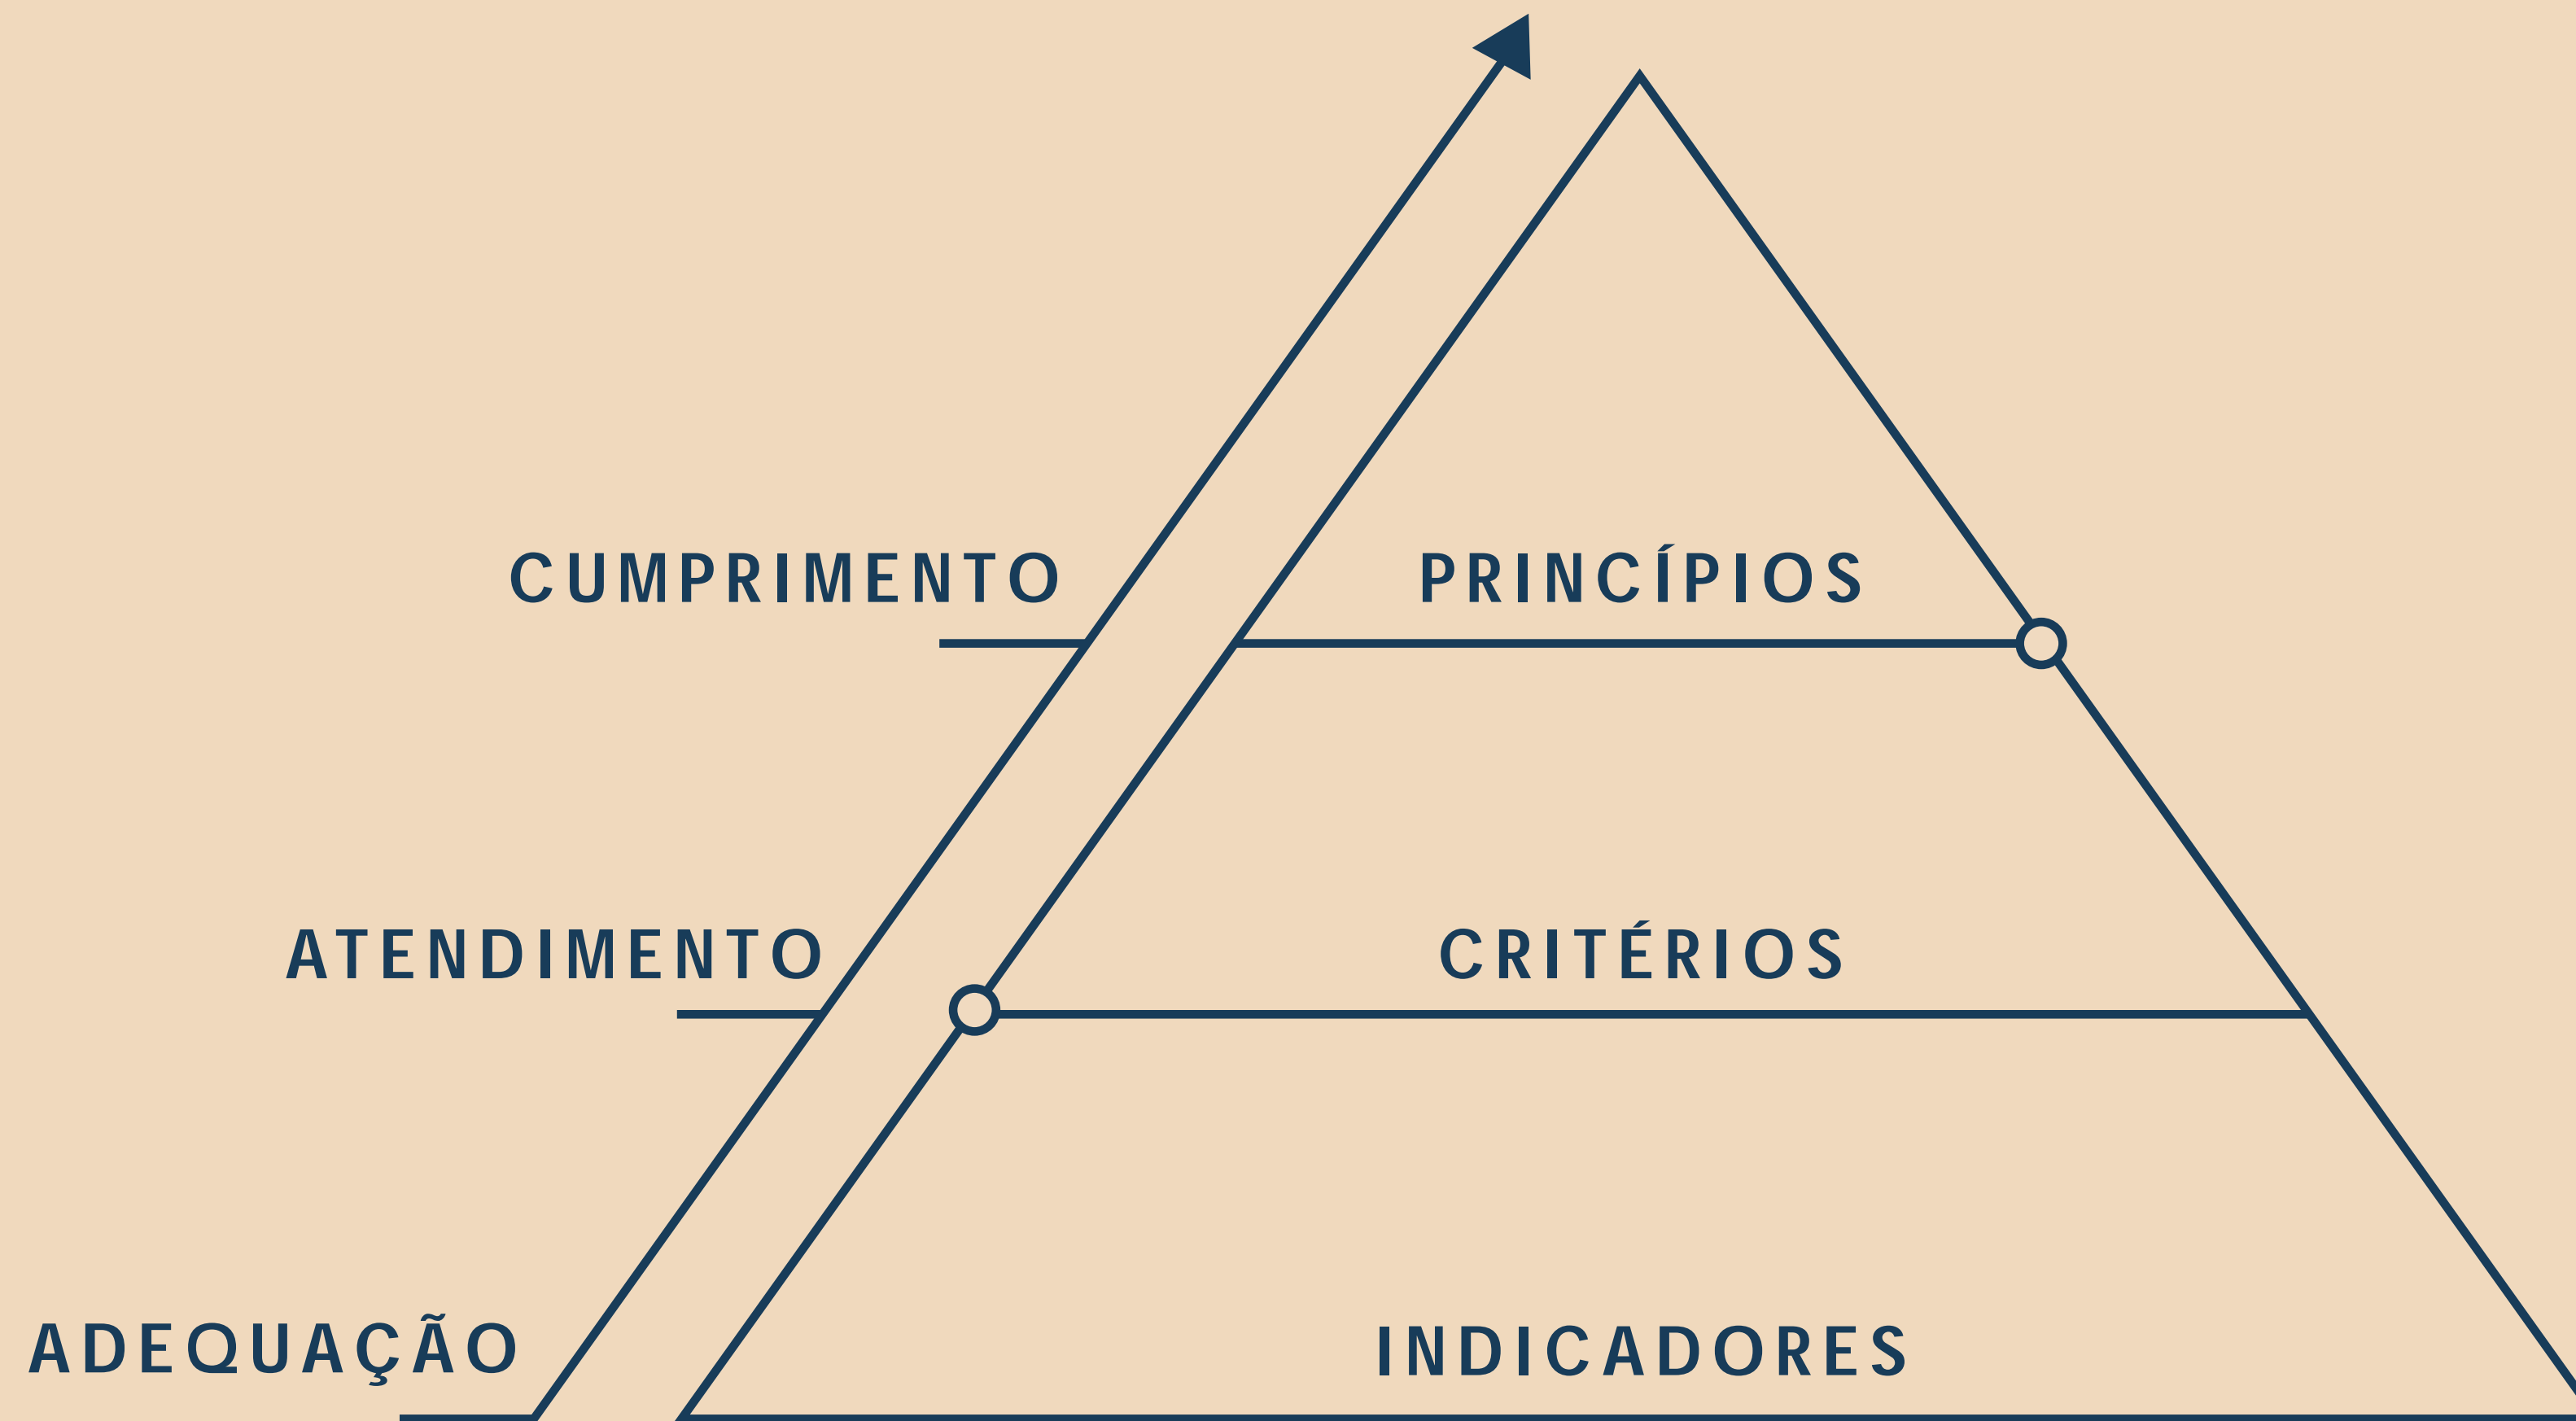 CUMPRIMENTO
PRINCÍPIOS
ATENDIMENTO
CRITÉRIOS
ADEQUAÇÃO
INDICADORES